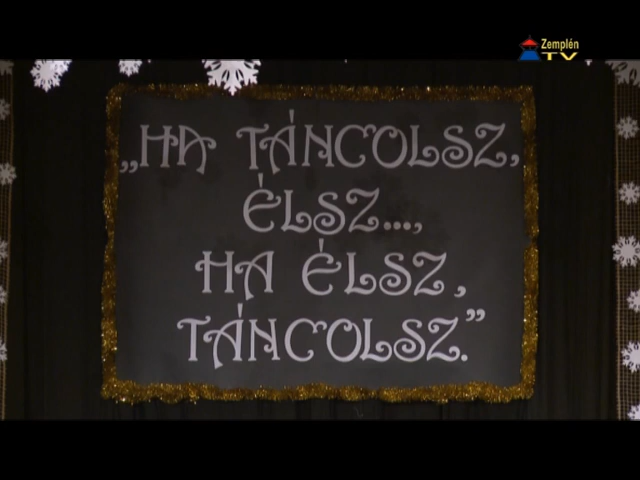 Zemplén
TV
„HA TÁNCOLSZ,
ÉLSZ...,
HA ÉLSZ,
TÁNCOLSZ.”